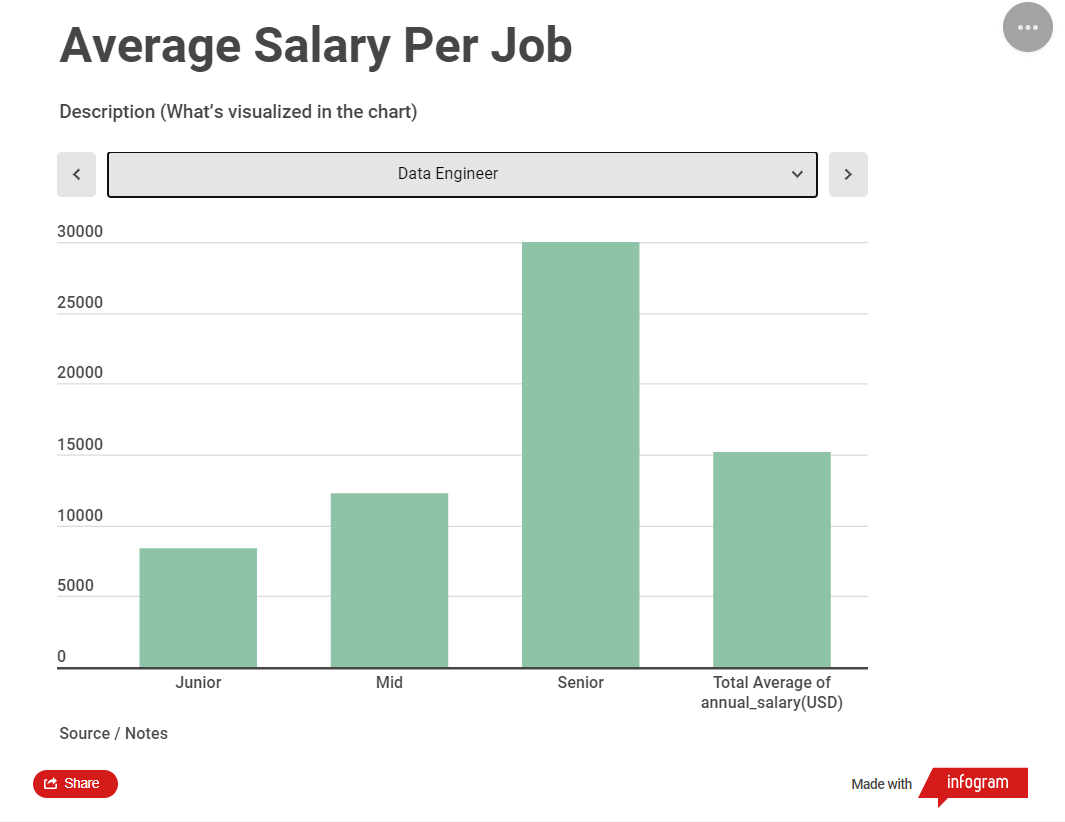 Average Salary Per Job
Description (What’s visualized in the chart)
Data Engineer
30000
25000
20000
15000
10000
5000
0
Junior
Mid
Senior
Total Average of
annual_salary(USD)
Source / Notes
Share
Made with
infogram